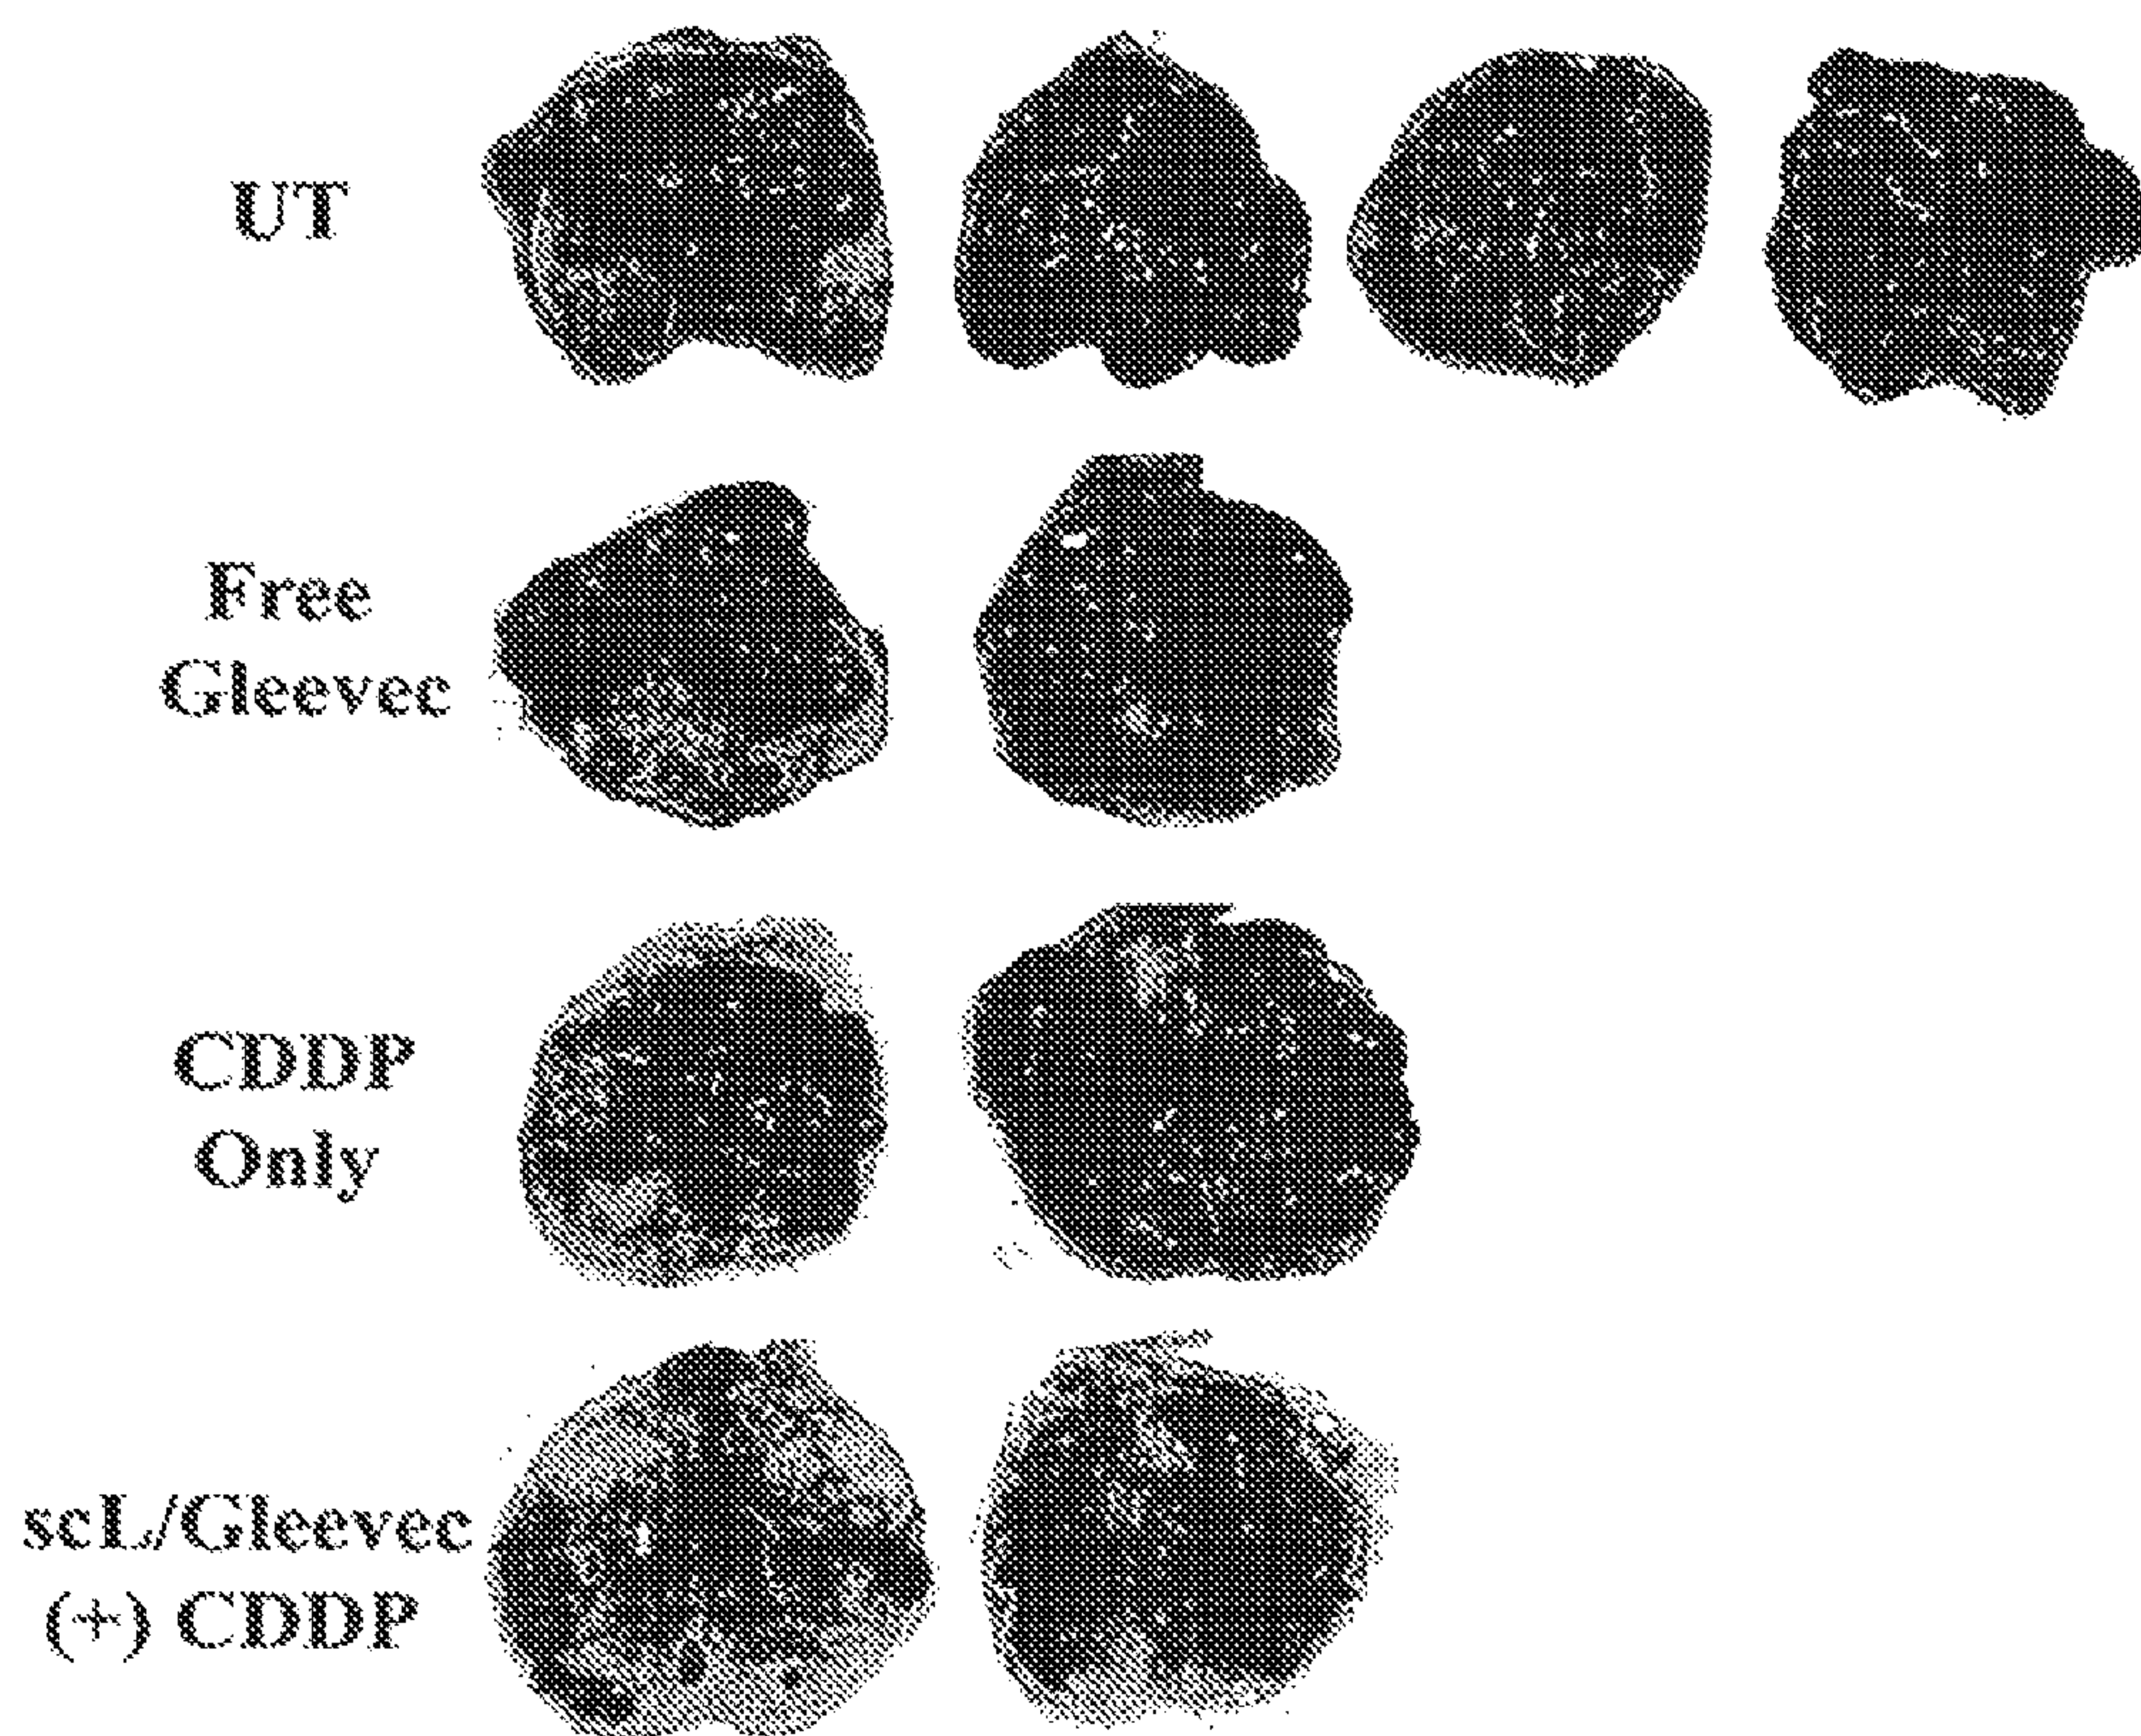 UT
Free
Gleevec
CDDP
Only
scL/Gleevec
(+) CDDP